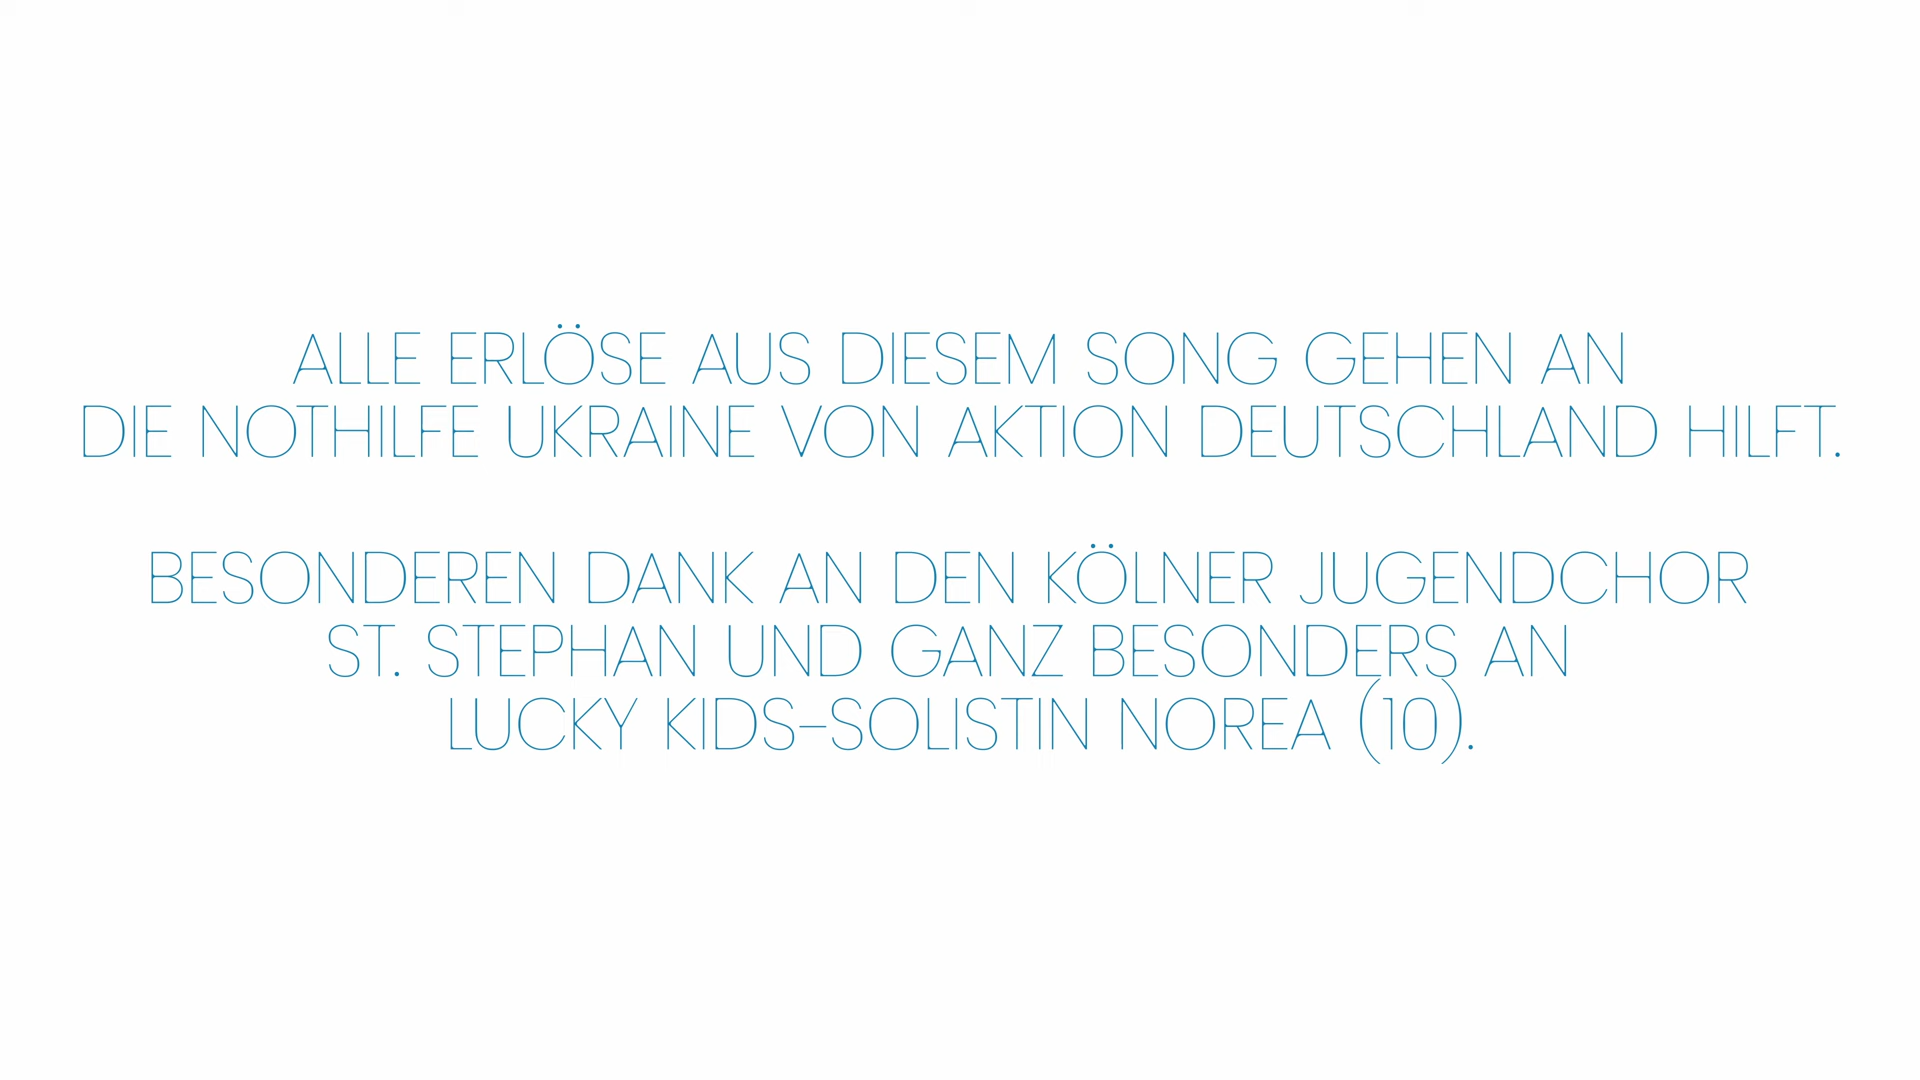 ALLE ERLÖSE AUS DIESEM SONG GEHEN AN
DIE NOTHILFE UKRAINE VON AKTION DEUTSCHLAND HILFT.
BESONDEREN DANK AN DEN KÖLNER JUGENDCHOR
ST. STEPHAN UND GANZ BESONDERS AN
LUCKY KIDS–SOLISTIN NOREA (10).